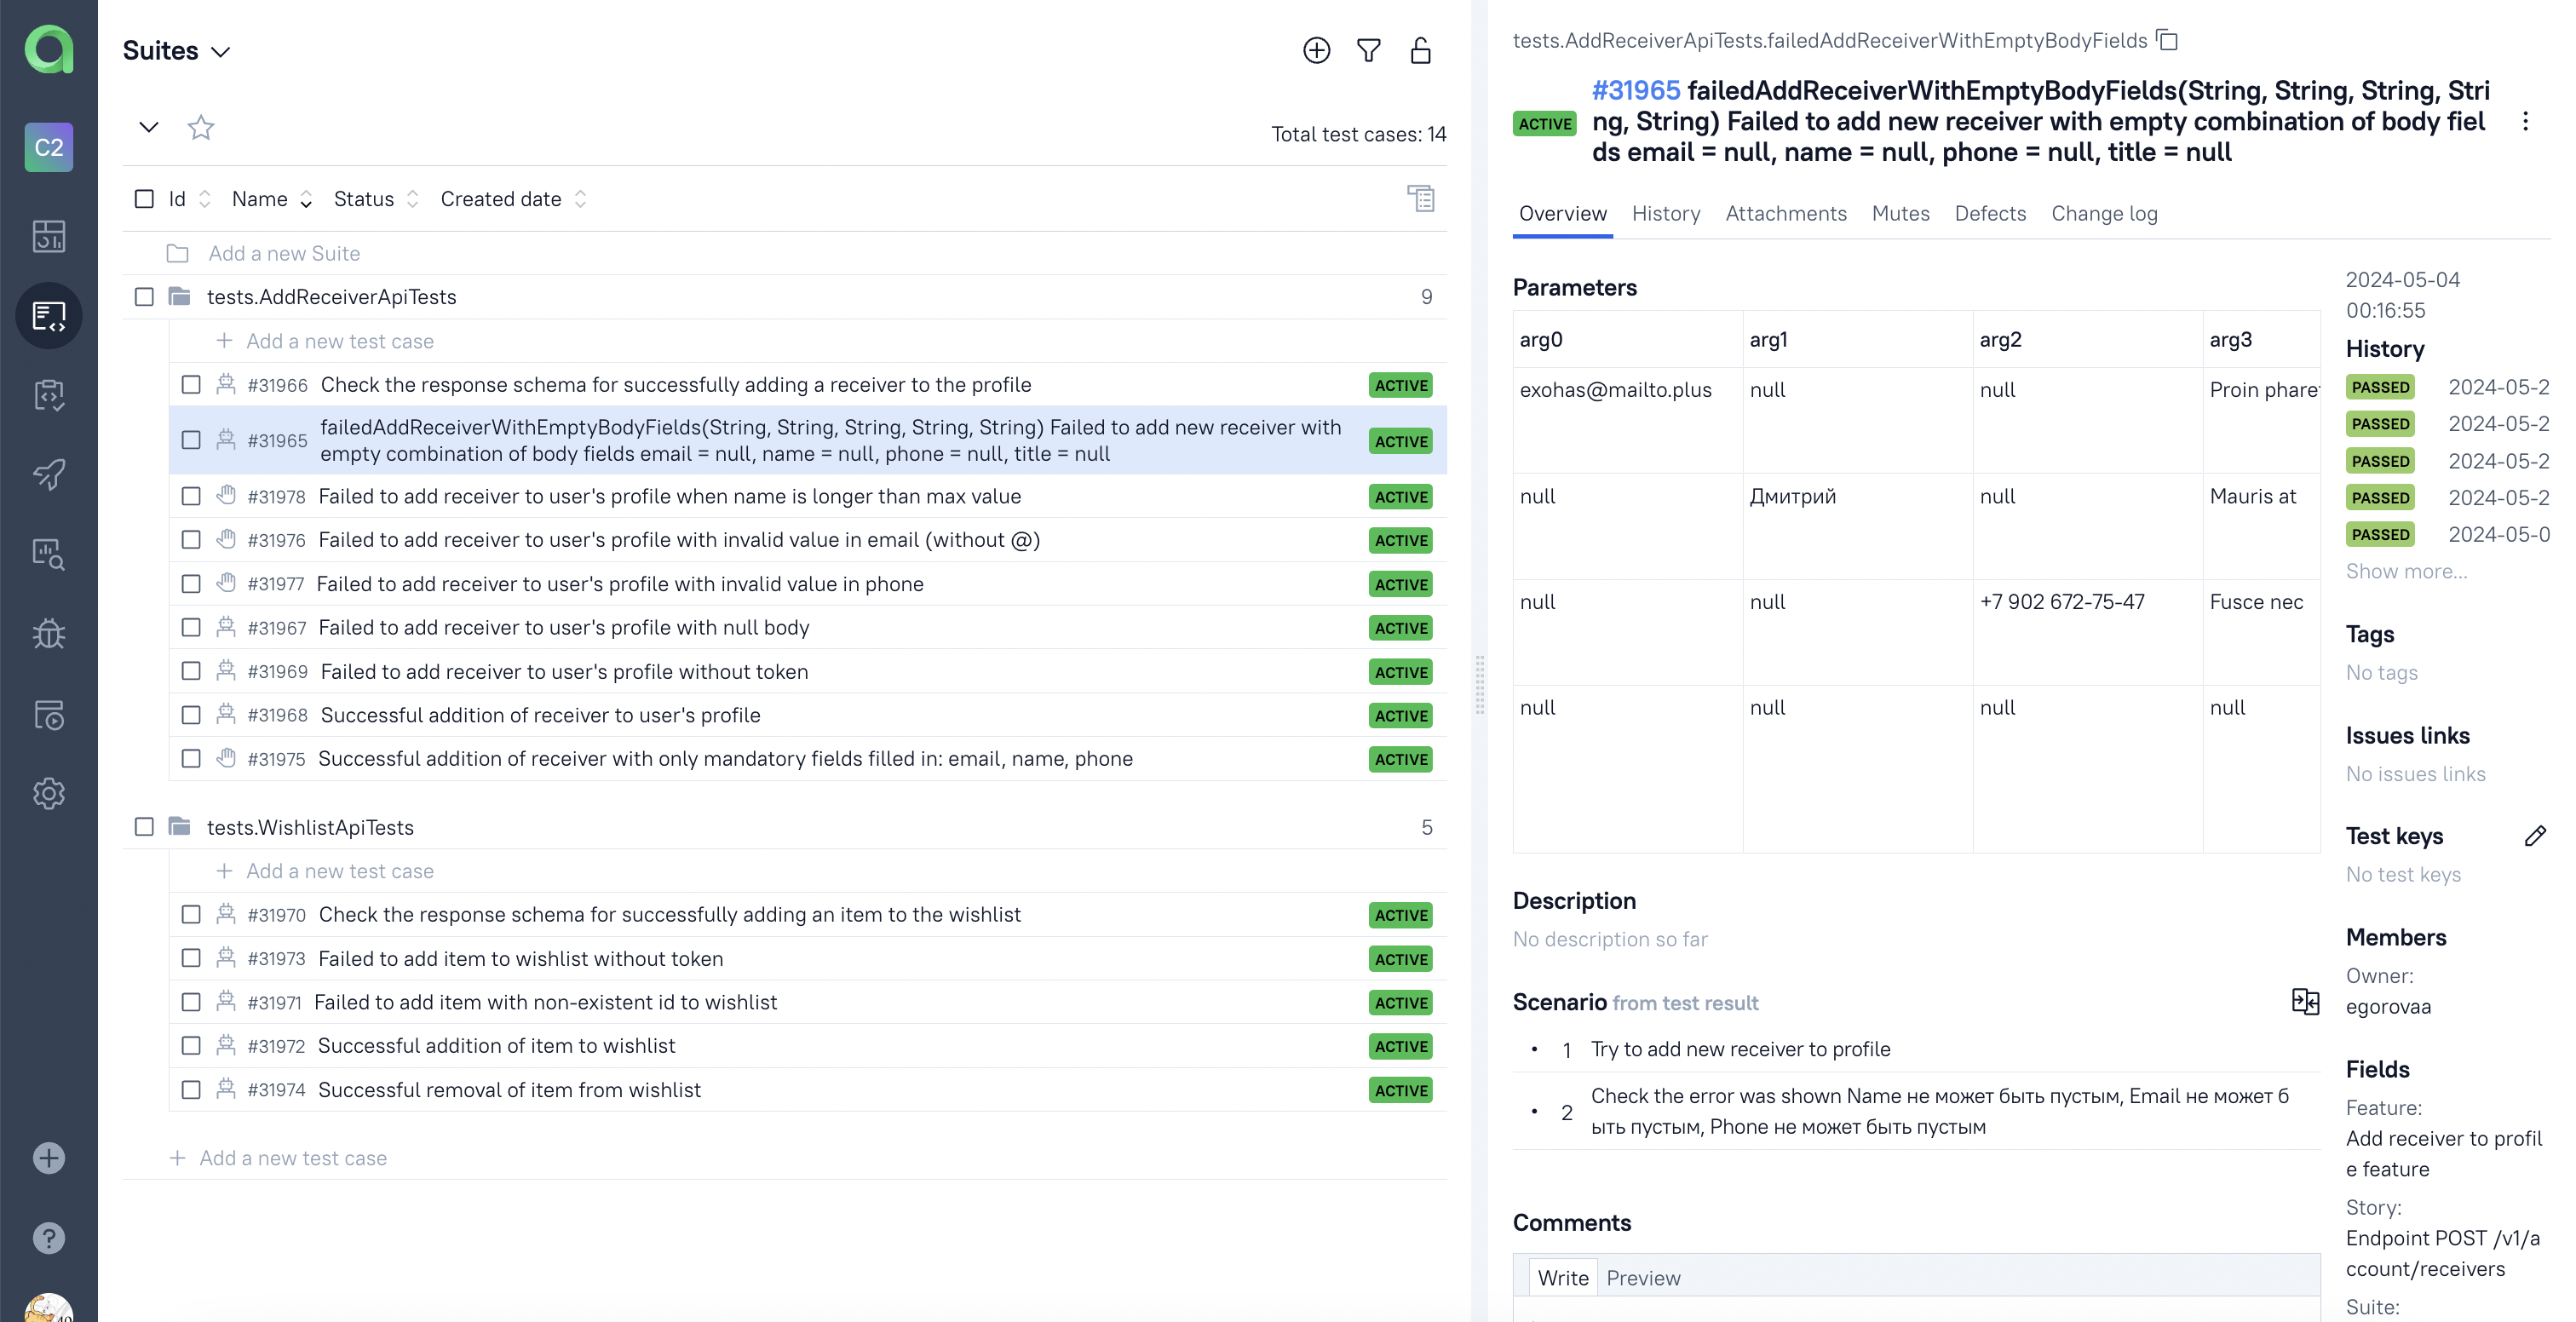 C2
Suites
Total test cases: 14
Id Name Status Created date
Add a new Suite
tests.AddReceiverApiTests 9
Add a new test case
#31966 Check the response schema for successfully adding a receiver to the profile ACTIVE
#31965 failedAddReceiverWithEmptyBodyFields(String, String, String, String, String) Failed to add new receiver with
empty combination of body fields email = null, name = null, phone = null, title = null ACTIVE
#31978 Failed to add receiver to user's profile when name is longer than max value ACTIVE
#31976 Failed to add receiver to user's profile with invalid value in email (without @) ACTIVE
#31977 Failed to add receiver to user's profile with invalid value in phone ACTIVE
#31967 Failed to add receiver to user's profile with null body ACTIVE
#31969 Failed to add receiver to user's profile without token ACTIVE
#31968 Successful addition of receiver to user's profile ACTIVE
#31975 Successful addition of receiver with only mandatory fields filled in: email, name, phone ACTIVE
tests.WishlistApiTests 5
Add a new test case
#31970 Check the response schema for successfully adding an item to the wishlist ACTIVE
#31973 Failed to add item to wishlist without token ACTIVE
#31971 Failed to add item with non-existent id to wishlist ACTIVE
#31972 Successful addition of item to wishlist ACTIVE
#31974 Successful removal of item from wishlist ACTIVE
Add a new test case
tests.AddReceiverApiTests.failedAddReceiverWithEmptyBodyFields
ACTIVE
#31965 failedAddReceiverWithEmptyBodyFields(String, String, String, Stri
ng, String) Failed to add new receiver with empty combination of body fiel
ds email = null, name = null, phone = null, title = null
Overview History Attachments Mutes Defects Change log
Parameters
arg0 arg1 arg2 arg3
exohas@mailto.plus null null Proin phare
null Дмитрий null Mauris at
null null +7 902 672-75-47 Fusce nec
null null null null
Description
No description so far
Scenario from test result
1 Try to add new receiver to profile
2 Check the error was shown Name не может быть пустым, Email не может б
ыть пустым, Phone не может быть пустым
Comments
Write Preview
2024-05-04
00:16:55
History
PASSED 2024-05-2
PASSED 2024-05-2
PASSED 2024-05-2
PASSED 2024-05-2
PASSED 2024-05-0
Show more...
Tags
No tags
Issues links
No issues links
Test keys
No test keys
Members
Owner:
egorovaa
Fields
Feature:
Add receiver to profil
e feature
Story:
Endpoint POST /v1/a
ccount/receivers
Suite: